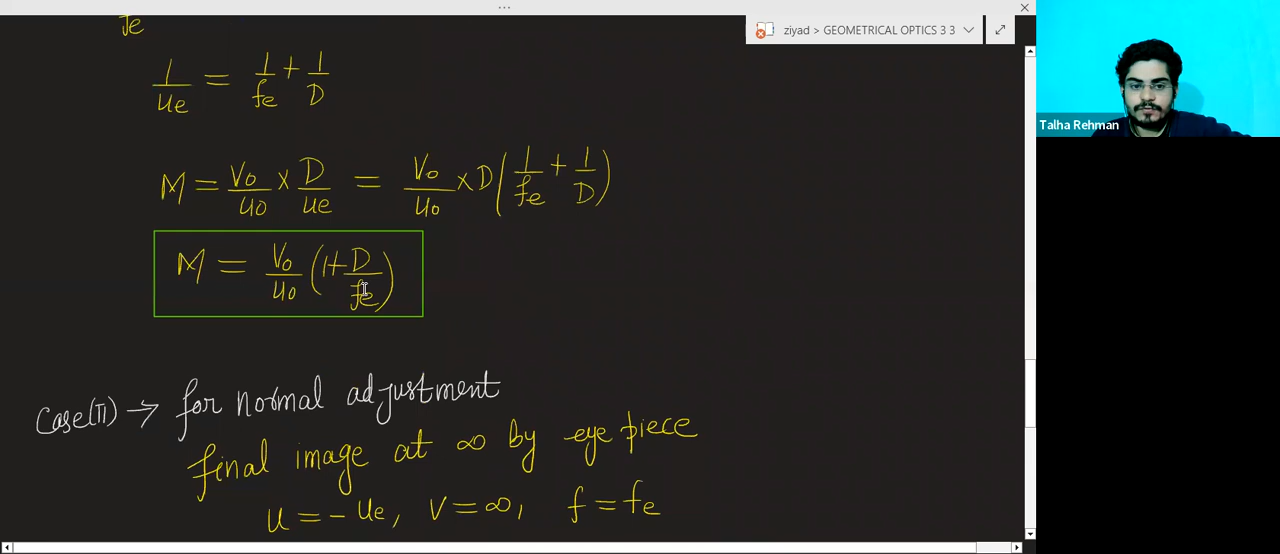 ziyad > GEOMETRICAL OPTICS 3 3
fe
1/ue = 1/fe + 1/D
M = Vo/uo × D/ue = Vo/uo × D(1/fe + 1/D)
M = Vo/uo (1+D/fe)
Case(II) → for normal adjustment
final image at ∞ by eye piece
u = -ue, v = ∞, f = fe
Talha Rehman